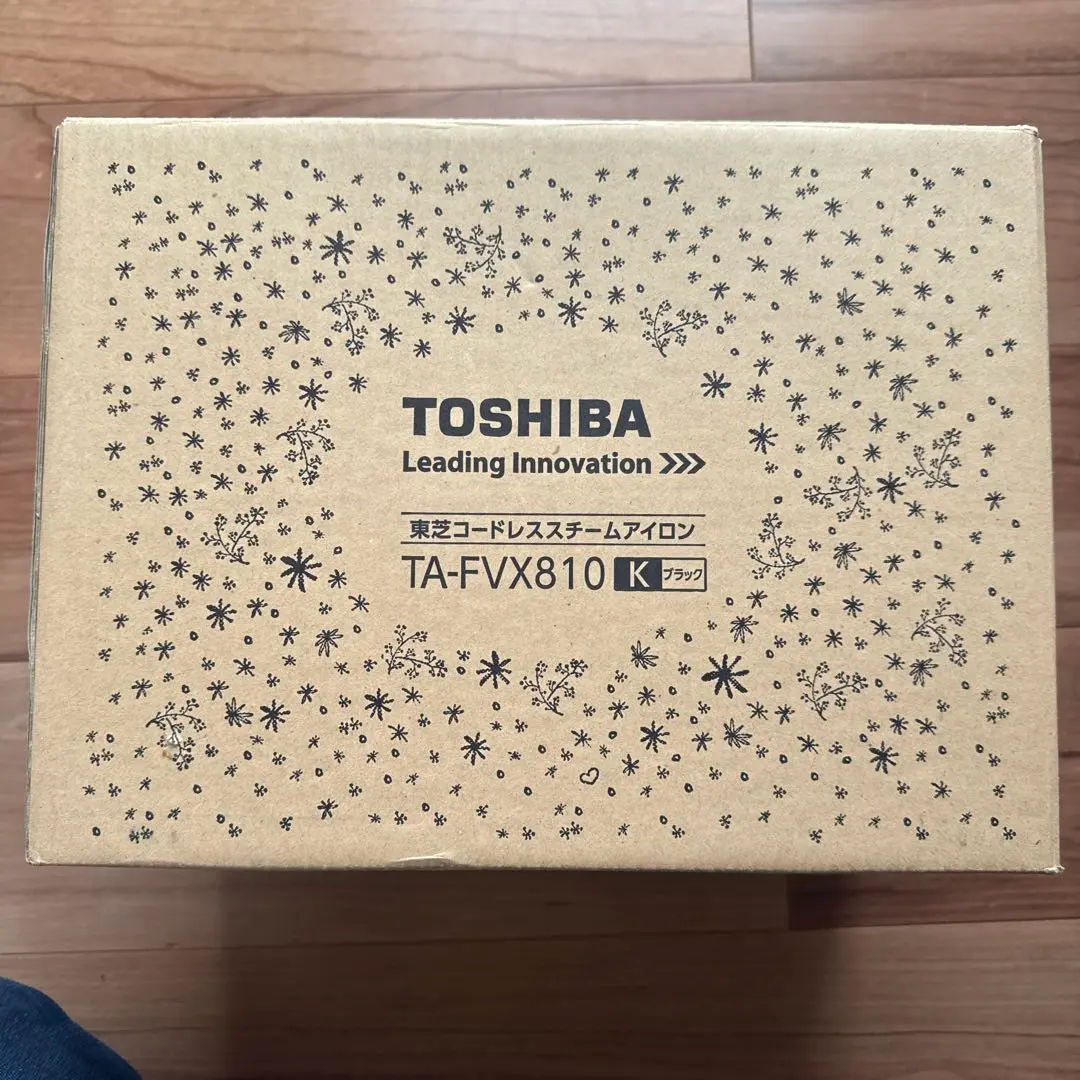 TOSHIBA
Leading Innovation >>>
東芝コードレススチームアイロン
TA-FVX810 K ブラック